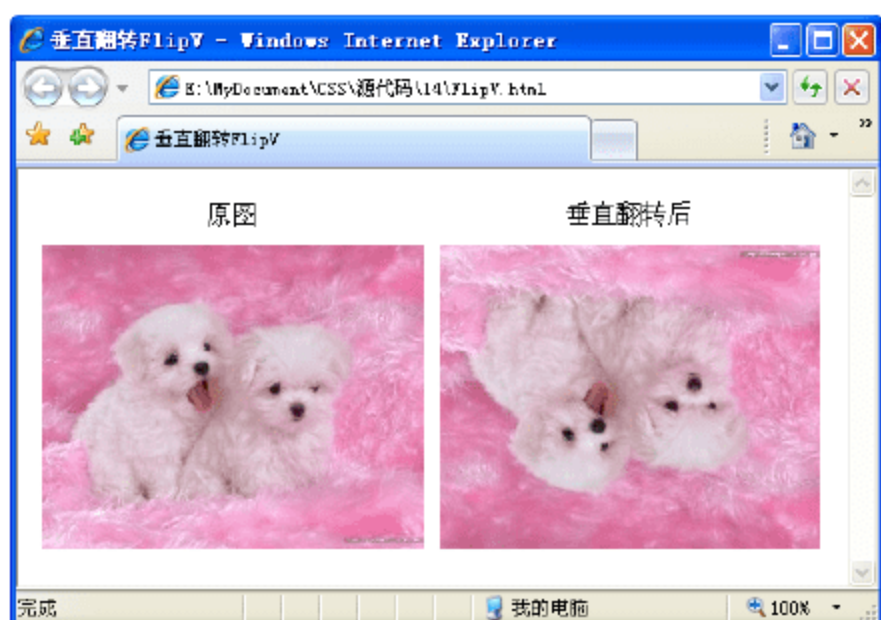 垂直翻转FlipV - Windows Internet Explorer
E:\MyDocument\CSS\源代码\14\FlipV.html
垂直翻转FlipV
原图
垂直翻转后
完成
我的电脑
100%